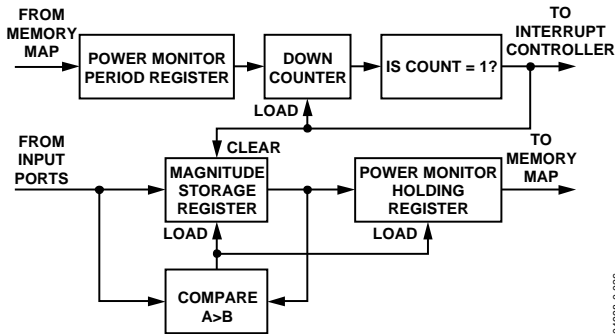 FROM
MEMORY
MAP
POWER MONITOR
PERIOD REGISTER
DOWN
COUNTER
IS COUNT = 1?
TO
INTERRUPT
CONTROLLER
LOAD
FROM
INPUT
PORTS
CLEAR
MAGNITUDE
STORAGE
REGISTER
POWER MONITOR
HOLDING
REGISTER
TO
MEMORY
MAP
LOAD
LOAD
COMPARE
A>B